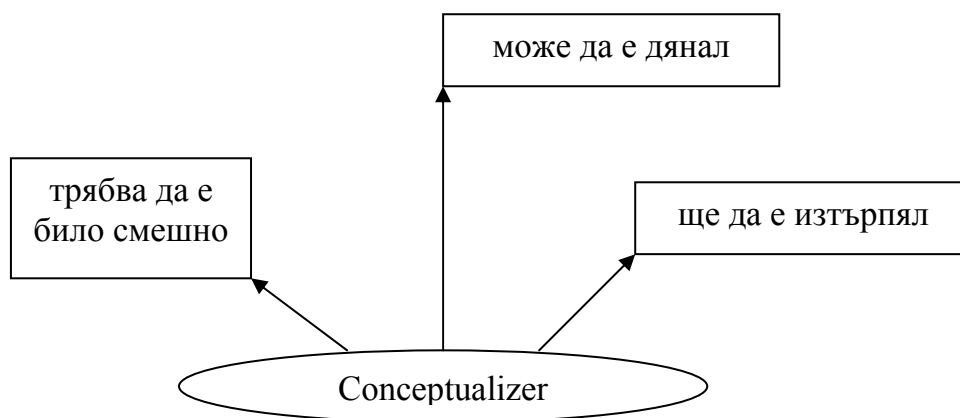 може да е дянал
трябва да е
било смешно
ще да е изтърпял
Conceptualizer